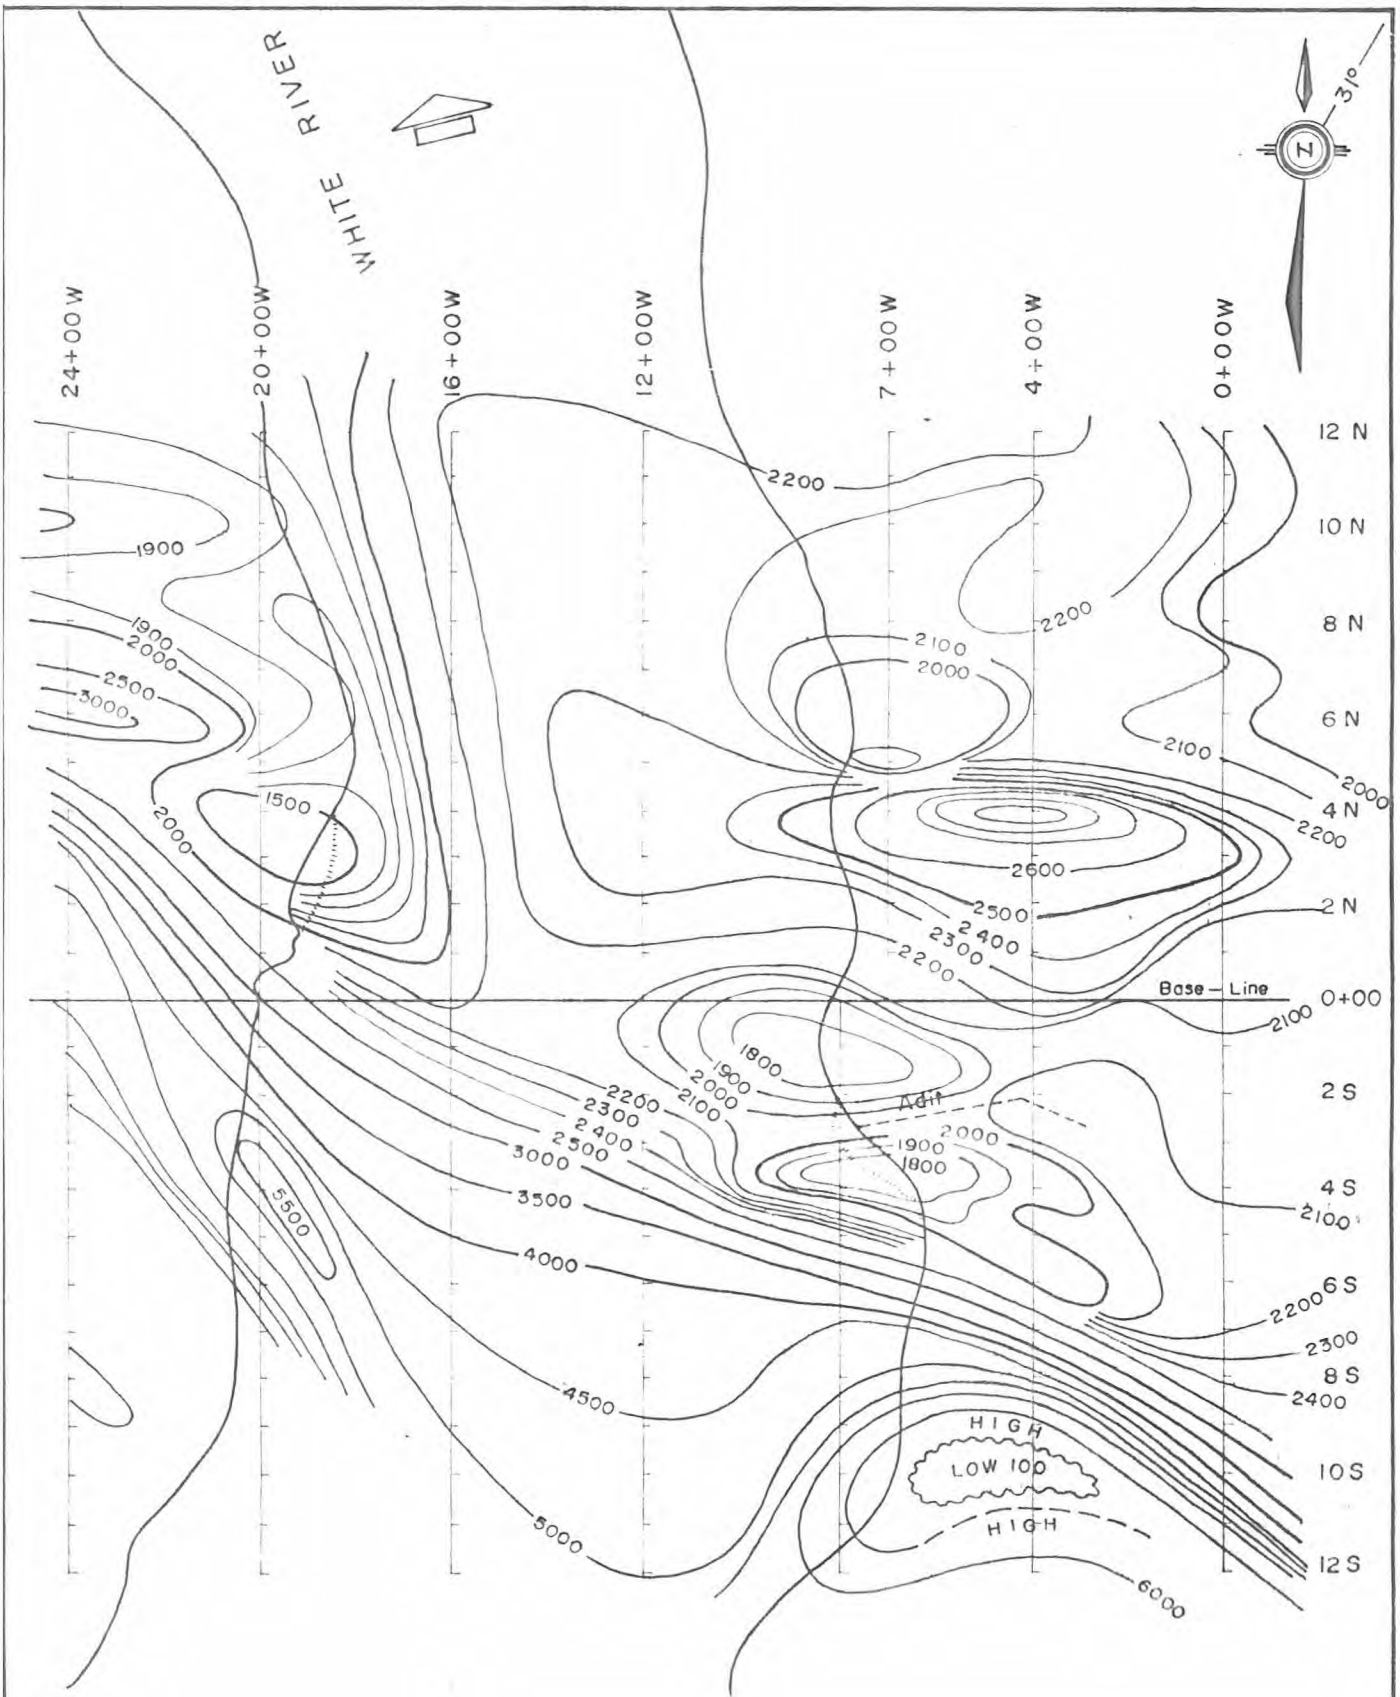 WHITE RIVER
31°
N
24+00W
20+00W
16+00W
12+00W
7+00W
4+00W
0+00W
12 N
2200
10 N
1900
2200
8 N
1900
2100
2000
2000
2500
3000
6 N
2100
2000
1500
4 N
2200
2000
2600
2500
2 N
2400
2300
2200
Base - Line
0+00
2100
1800
1900
2000
2100
2 S
2200
Adit
2300
2400
2000
2500
1900
3000
1800
4 S
3500
5500
2100
4000
6 S
2200
2300
8 S
4500
2400
HIGH
LOW 100
10 S
5000
HIGH
12 S
6000